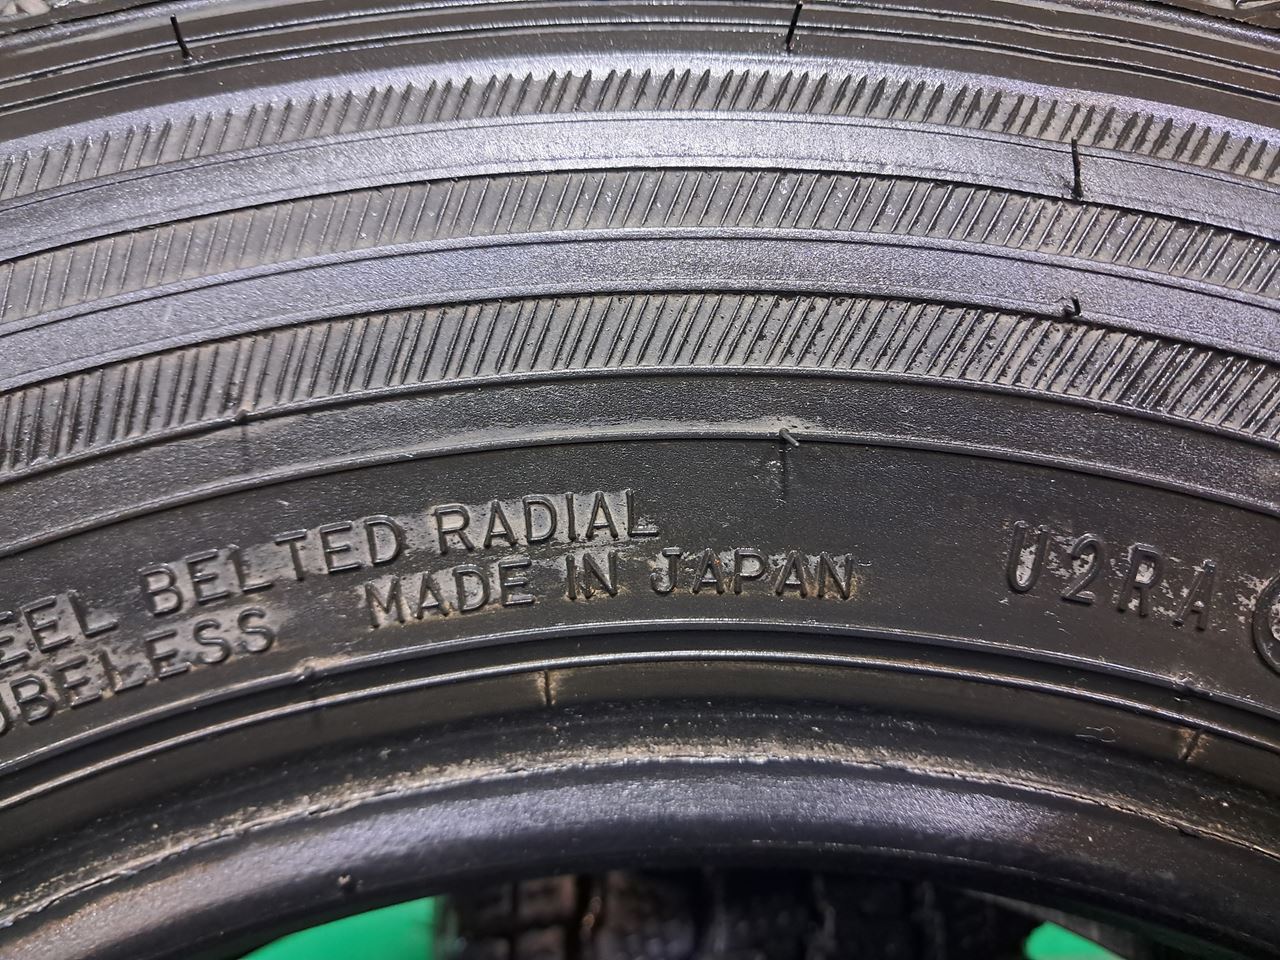 EEL BELTED RADIAL
UBELESS MADE IN JAPAN
U2RA